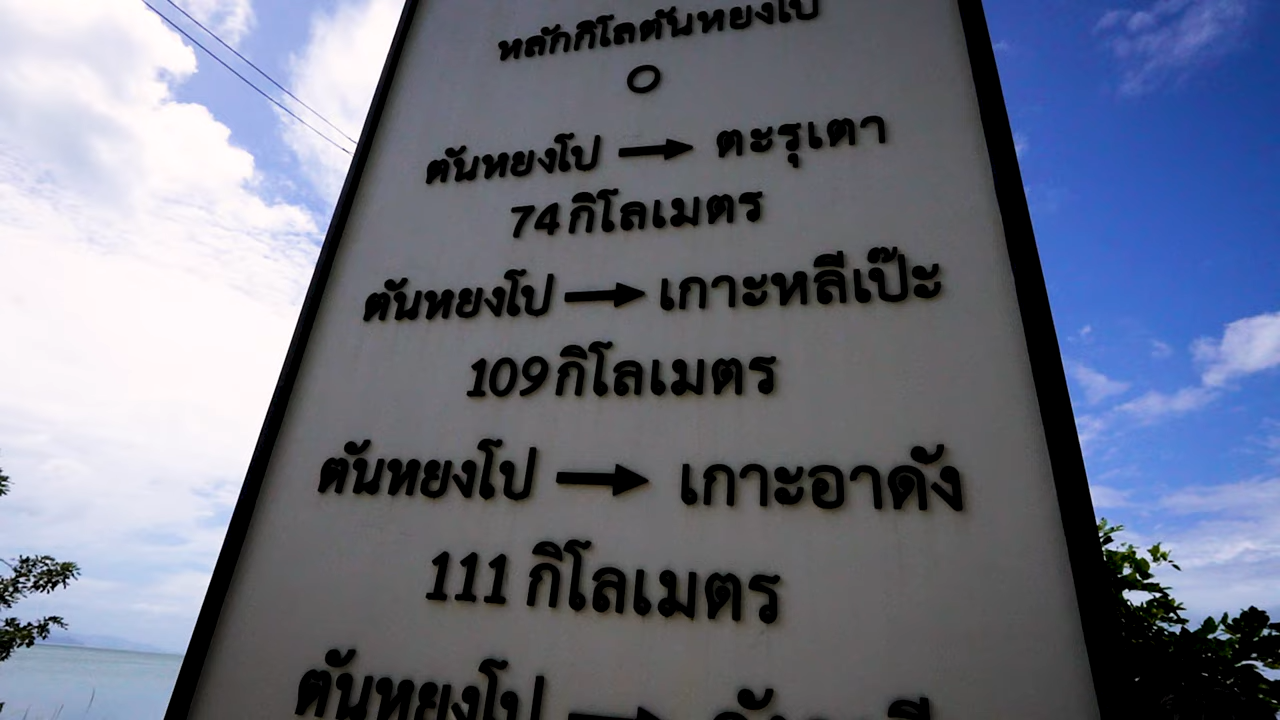 หลักกิโลตันหยงโป
0
ตันหยงโป → ตะรุเตา
74 กิโลเมตร
ตันหยงโป → เกาะหลีเป๊ะ
109 กิโลเมตร
ตันหยงโป → เกาะอาดัง
111 กิโลเมตร
ตันหยงโป →